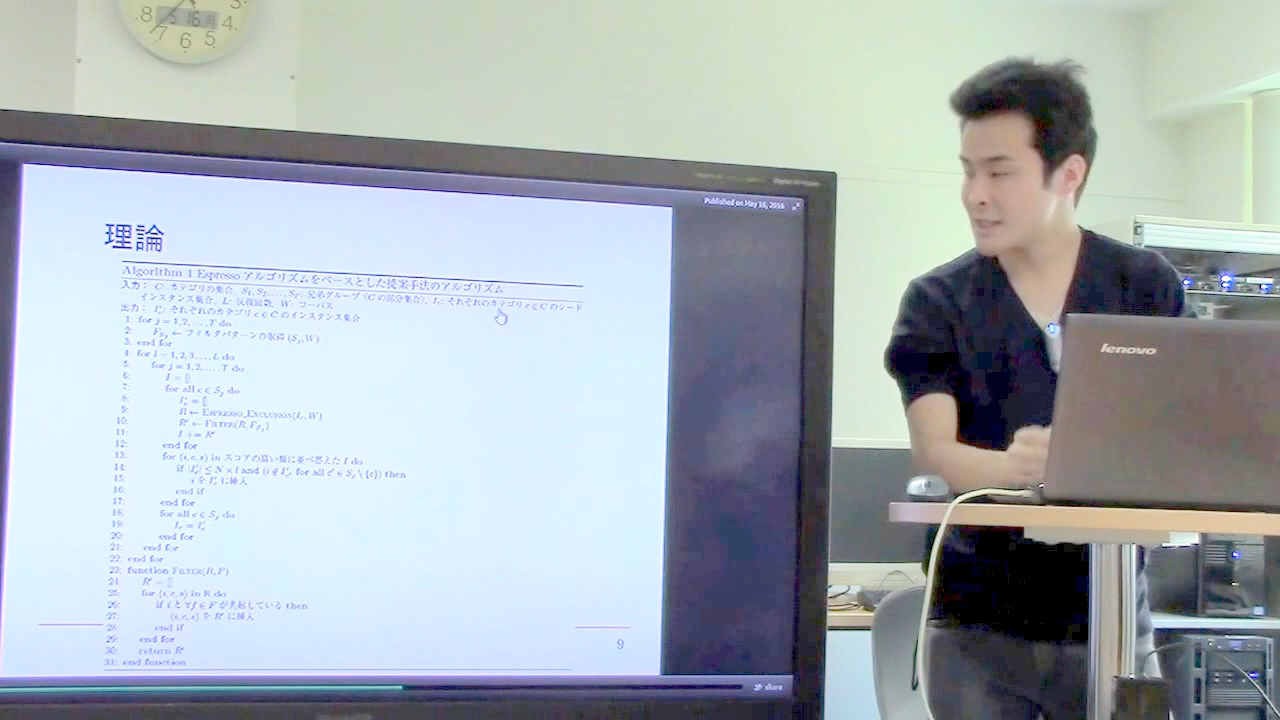 3
8 5 16 月 4
7 6 5
Published on May 16, 2016
理論
Algorithm 1 Espresso アルゴリズムをベースとした提案手法のアルゴリズム
入力: C: カテゴリの集合, S1, S2, ..., ST: 兄弟グループ (C の部分集合), Ic: それぞれのカテゴリ c ∈ C のシード
インスタンス集合, L: 反復回数, W: コーパス
出力: I'c: それぞれのカテゴリ c ∈ C のインスタンス集合
1: for j = 1, 2, ..., T do
2: FSj ← フィルタパターンの取得 (Sj, W)
3: end for
4: for l = 1, 2, 3, ..., L do
5: for j = 1, 2, ..., T do
6: I = []
7: for all c ∈ Sj do
8: I'c = []
9: R ← Espresso_Exclusion(Ic, W)
10: R' ← Filter(R, FSj)
11: I += R'
12: end for
13: for (i, c, s) in スコアの高い順に並べ替えた I do
14: if |I'c| ≤ N × l and (i ∉ I'c' for all c' ∈ Sj \ {c}) then
15: i を I'c に挿入
16: end if
17: end for
18: for all c ∈ Sj do
19: Ic = I'c
20: end for
21: end for
22: end for
23: function Filter(R, F)
24: R' = []
25: for (i, c, s) in R do
26: if i と ∀f ∈ F が共起している then
27: (i, c, s) を R' に挿入
28: end if
29: end for
30: return R'
31: end function
9
share
lenovo